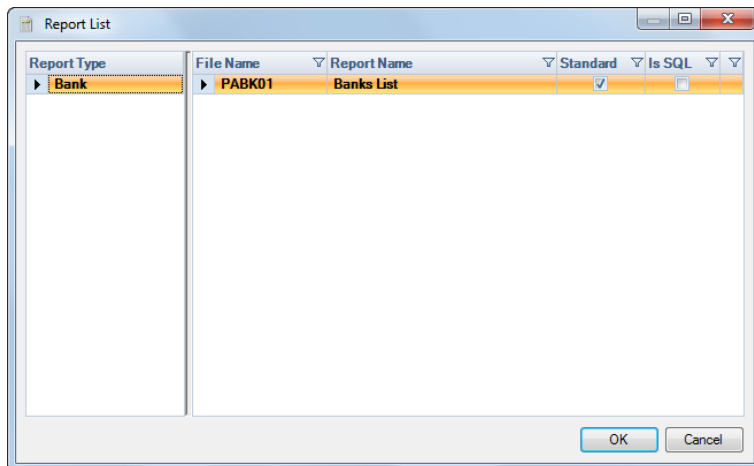 Report List
Report Type
File Name Report Name Standard Is SQL
Bank
PABK01 Banks List
OK Cancel